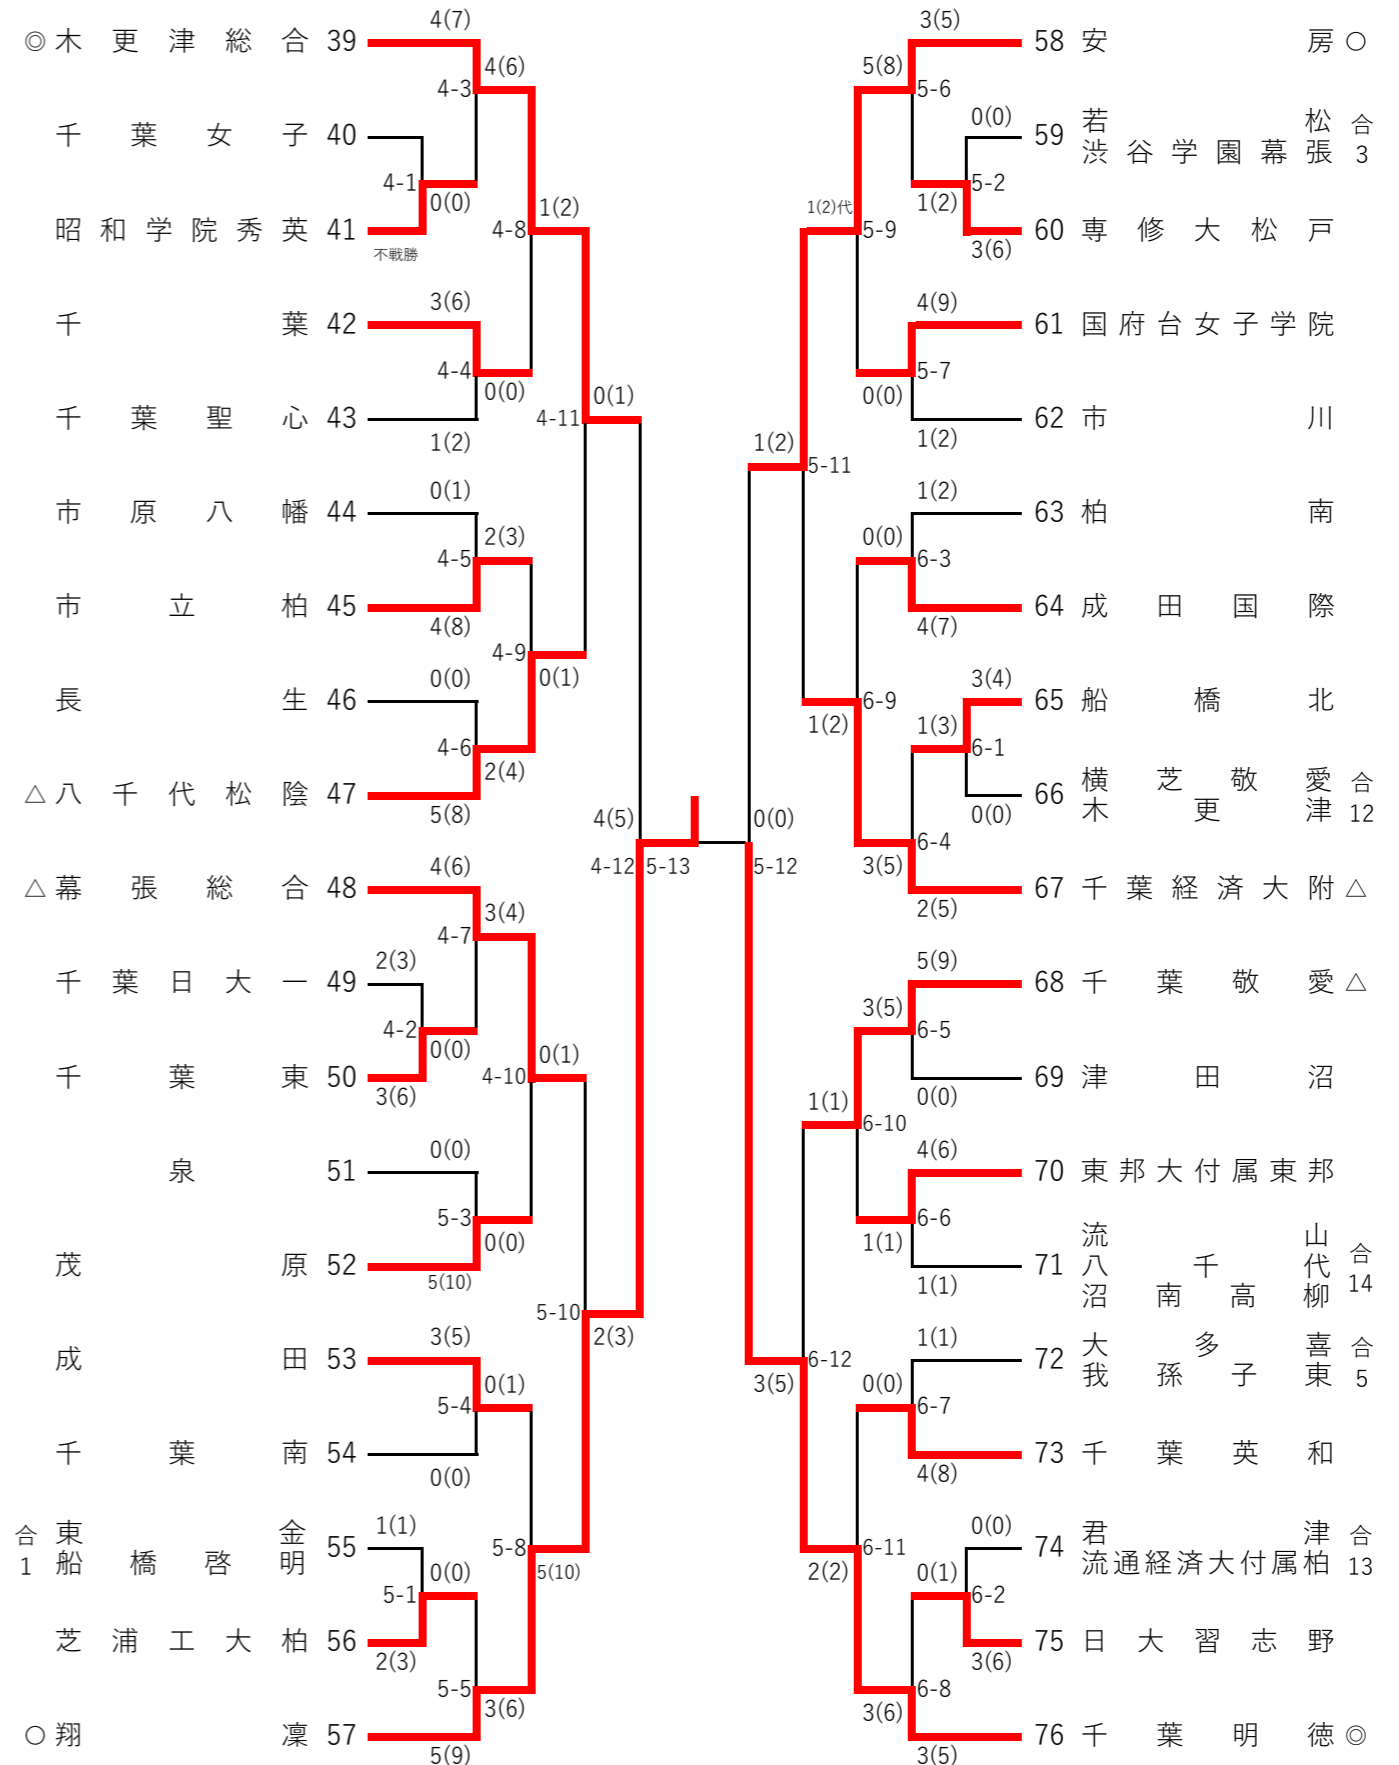 4(7) 3(5)
◎ 木更津総合 39 58 安房 ○
4(6) 5(8)
4-3 5-6
千葉女子 40 0(0) 59 若松 合
渋谷学園幕張 3
4-1 0(0) 1(2) 5-2
昭和学院秀英 41 4-8 1(2) 1(2)代 5-9 60 専修大松戸
不戦勝 3(6)
3(6) 4(9)
千葉 42 61 国府台女子学院
4-4 0(0) 0(0) 5-7
千葉聖心 43 4-11 0(1) 62 市川
1(2) 1(2) 5-11 1(2)
0(1) 1(2)
市原八幡 44 63 柏南
4-5 2(3) 0(0) 6-3
市立柏 45 64 成田国際
4(8) 4(7)
4-9 0(1)
0(0) 3(4)
長生 46 1(2) 6-9 65 船橋北
4-6 2(4) 1(3) 6-1
△ 八千代松陰 47 66 横芝敬愛 合
木更津 12
5(8) 0(0)
4(5) 0(0)
4(6) 4-12 5-13 5-12 3(5) 6-4
△ 幕張総合 48 67 千葉経済大附 △
3(4) 2(5)
4-7
2(3) 5(9)
千葉日大一 49 68 千葉敬愛 △
4-2 0(0) 3(5) 6-5
千葉東 50 4-10 0(1) 69 津田沼
3(6) 0(0)
1(1) 6-10
0(0) 4(6)
泉 51 70 東邦大付属東邦
5-3 0(0) 1(1) 6-6
茂原 52 71 流山
八千代 合
沼南高柳 14
5(10) 1(1)
5-10 2(3)
3(5) 1(1)
成田 53 6-12 72 大多喜 合
我孫子東 5
3(5)
5-4 0(1) 0(0) 6-7
千葉南 54 73 千葉英和
0(0) 4(8)
1(1) 0(0)
合 東金 55 5-8 5(10) 2(2) 6-11 74 君津 合
1 船橋啓明 流通経済大付属柏 13
5-1 0(0) 0(1) 6-2
芝浦工大柏 56 75 日大習志野
2(3) 3(6)
5-5 3(6) 3(6) 6-8
○ 翔凜 57 76 千葉明徳 ◎
5(9) 3(5)